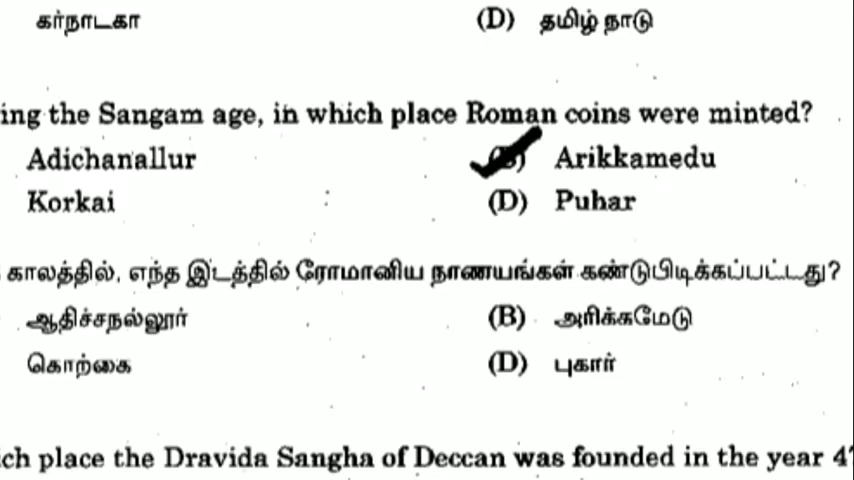 கர்நாடகா (D) தமிழ் நாடு
ing the Sangam age, in which place Roman coins were minted?
Adichanallur (B) Arikkamedu
Korkai (D) Puhar
காலத்தில், எந்த இடத்தில் ரோமானிய நாணயங்கள் கண்டுபிடிக்கப்பட்டது?
ஆதிச்சநல்லூர் (B) அரிக்கமேடு
கொற்கை (D) புகார்
ch place the Dravida Sangha of Deccan was founded in the year 4